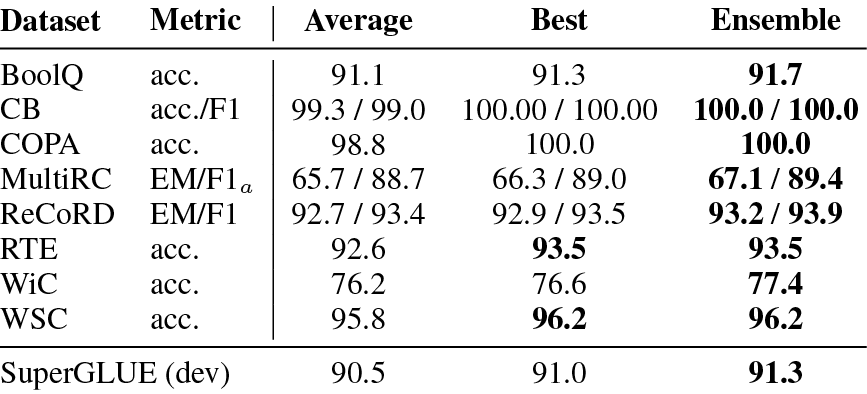 Dataset Metric Average Best Ensemble
BoolQ acc. 91.1 91.3 91.7
CB acc./F1 99.3 / 99.0 100.00 / 100.00 100.0 / 100.0
COPA acc. 98.8 100.0 100.0
MultiRC EM/F1a 65.7 / 88.7 66.3 / 89.0 67.1 / 89.4
ReCoRD EM/F1 92.7 / 93.4 92.9 / 93.5 93.2 / 93.9
RTE acc. 92.6 93.5 93.5
WiC acc. 76.2 76.6 77.4
WSC acc. 95.8 96.2 96.2
SuperGLUE (dev) 90.5 91.0 91.3